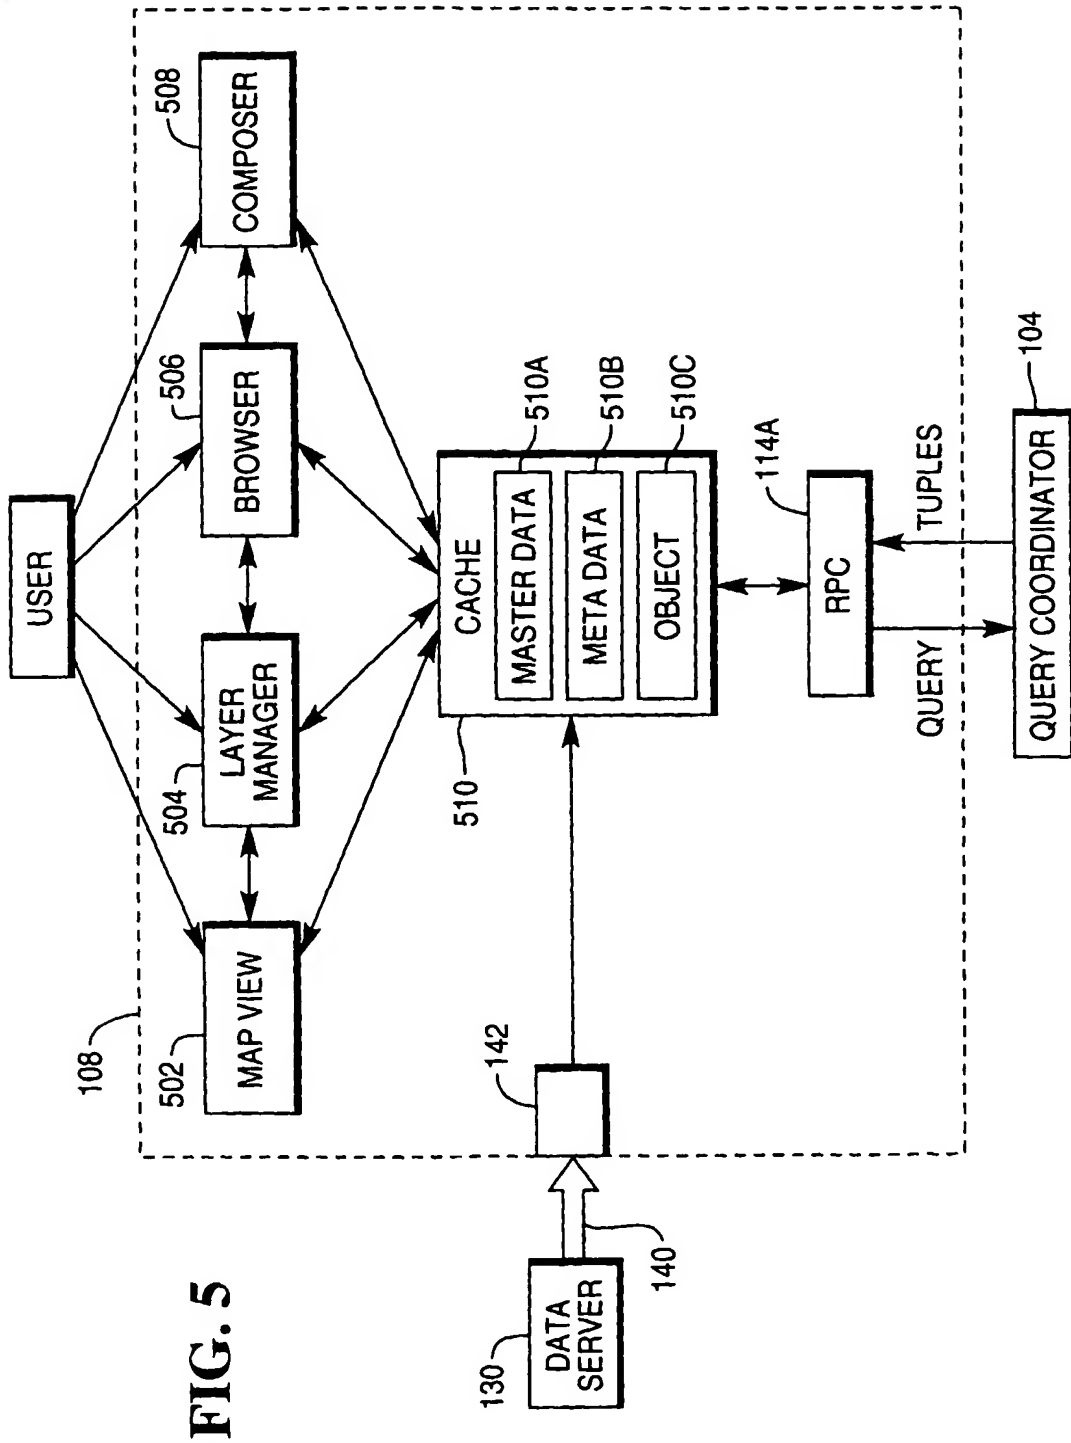 FIG. 5
USER
108
502
MAP VIEW
504
LAYER
MANAGER
506
BROWSER
508
COMPOSER
510
CACHE
MASTER DATA
510A
META DATA
510B
OBJECT
510C
130
DATA
SERVER
140
142
RPC
114A
QUERY
TUPLES
QUERY COORDINATOR
104